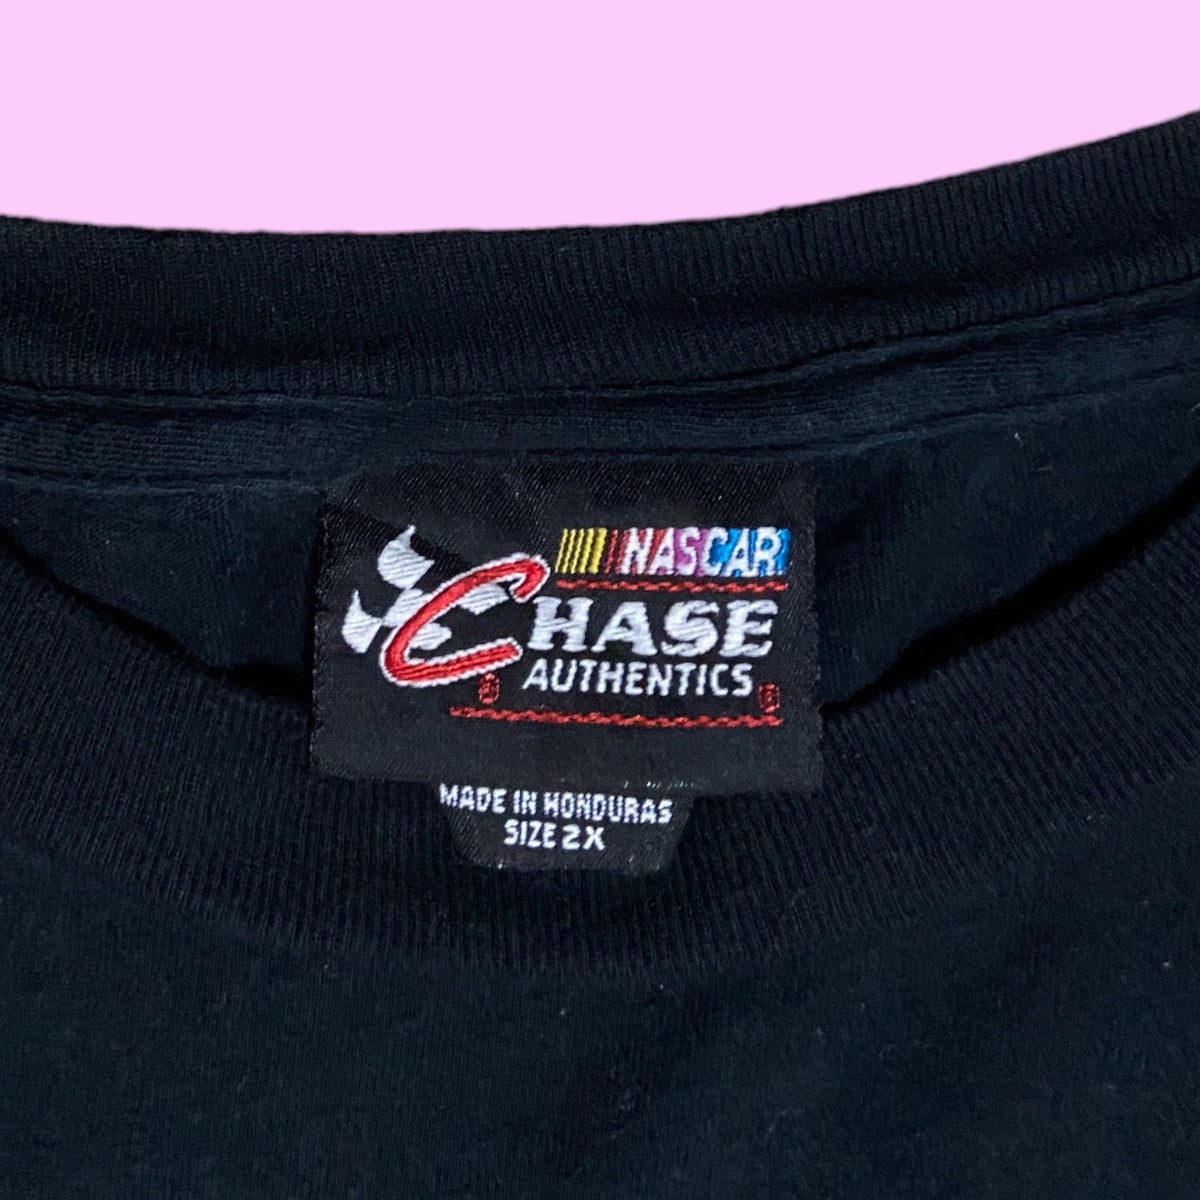 NASCAR
CHASE
AUTHENTICS
MADE IN HONDURAS
SIZE 2X